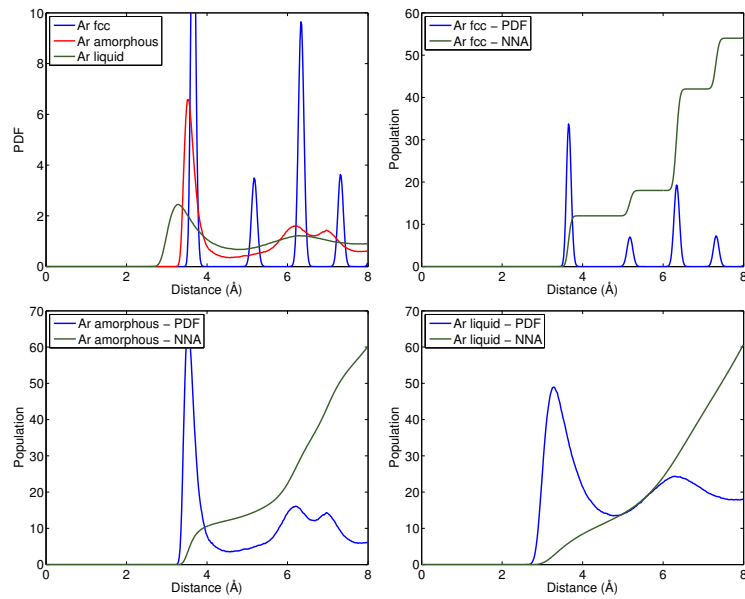 Ar fcc
Ar amorphous
Ar liquid
PDF
10
8
6
4
2
0
0 2 4 6 8
Distance (Å)
Ar fcc − PDF
Ar fcc − NNA
Population
60
50
40
30
20
10
0
0 2 4 6 8
Distance (Å)
Ar amorphous − PDF
Ar amorphous − NNA
Population
70
60
50
40
30
20
10
0
0 2 4 6 8
Distance (Å)
Ar liquid − PDF
Ar liquid − NNA
Population
70
60
50
40
30
20
10
0
0 2 4 6 8
Distance (Å)